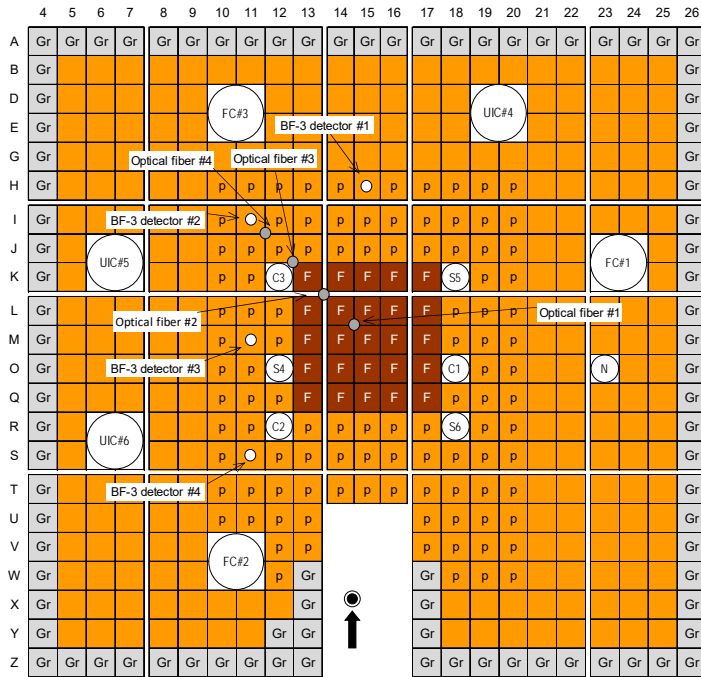 4 5 6 7 8 9 10 11 12 13 14 15 16 17 18 19 20 21 22 23 24 25 26
A Gr Gr Gr Gr Gr Gr Gr Gr Gr Gr Gr Gr Gr Gr Gr Gr Gr Gr Gr Gr Gr Gr Gr
B Gr Gr
D Gr Gr
FC#3 UIC#4
E Gr Gr
BF-3 detector #1
G Gr Gr
Optical fiber #4 Optical fiber #3
H Gr p p p p p p p p p p Gr
I Gr p p p p p p p p p p Gr
BF-3 detector #2
J Gr p p p p p p p p p p p Gr
UIC#5 FC#1
K Gr p p C3 F F F F F S5 p p Gr
L Gr p p p F F F F F p p p Gr
Optical fiber #2 Optical fiber #1
M Gr p p F F F F F p p p Gr
BF-3 detector #3
O Gr p p S4 F F F F F C1 p p N Gr
Q Gr p p p F F F F F p p p Gr
R Gr p p C2 p p p p p S6 p p Gr
UIC#6
S Gr p p p p p p p p p p Gr
T Gr p p p p p p p p p p p Gr
BF-3 detector #4
U Gr p p p p p p p p Gr
V Gr p p p p p p Gr
FC#2
W Gr p Gr Gr p p p Gr
X Gr Gr Gr Gr
Y Gr Gr Gr Gr Gr
Z Gr Gr Gr Gr Gr Gr Gr Gr Gr Gr Gr Gr Gr Gr Gr Gr Gr Gr Gr Gr